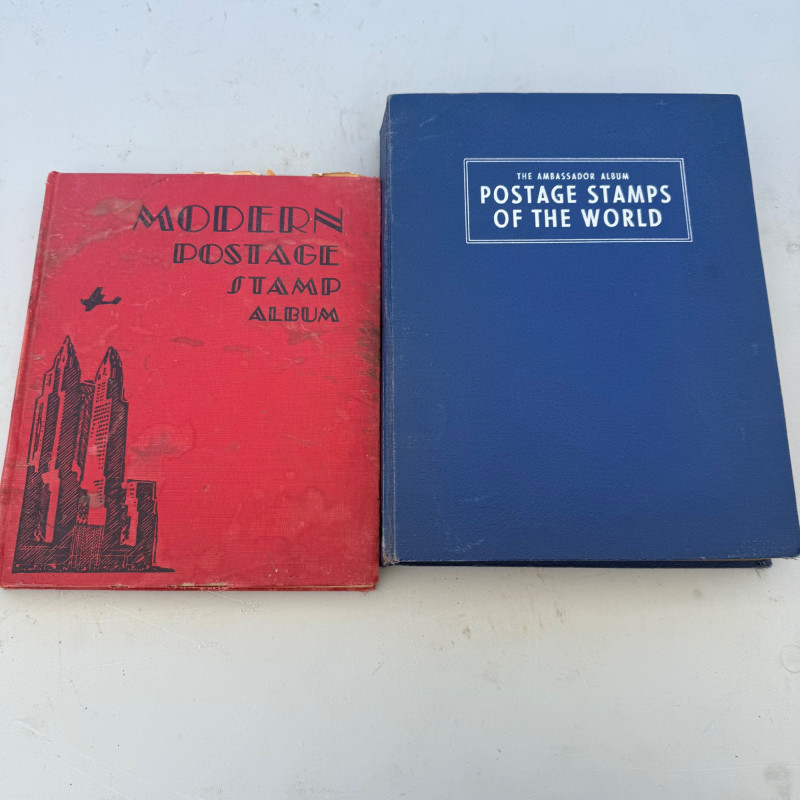 MODERN
POSTAGE
STAMP
ALBUM
THE AMBASSADOR ALBUM
POSTAGE STAMPS
OF THE WORLD